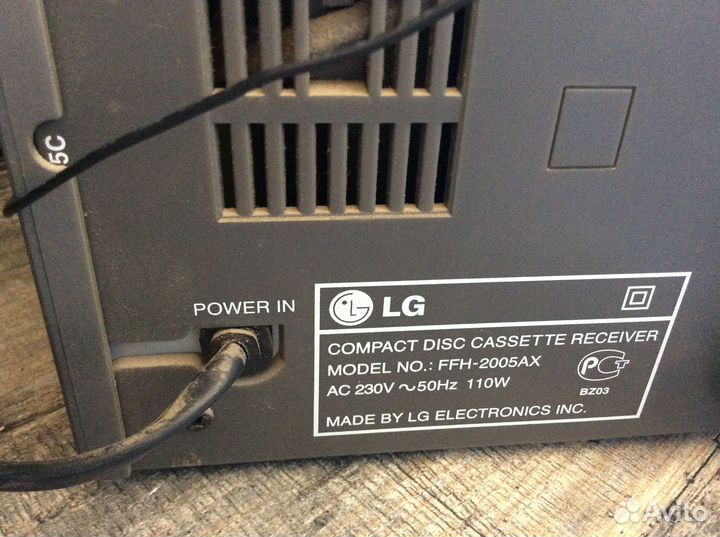 5C
POWER IN
LG
COMPACT DISC CASSETTE RECEIVER
MODEL NO.: FFH-2005AX
AC 230V ~50Hz 110W
BZ03
MADE BY LG ELECTRONICS INC.
Avito